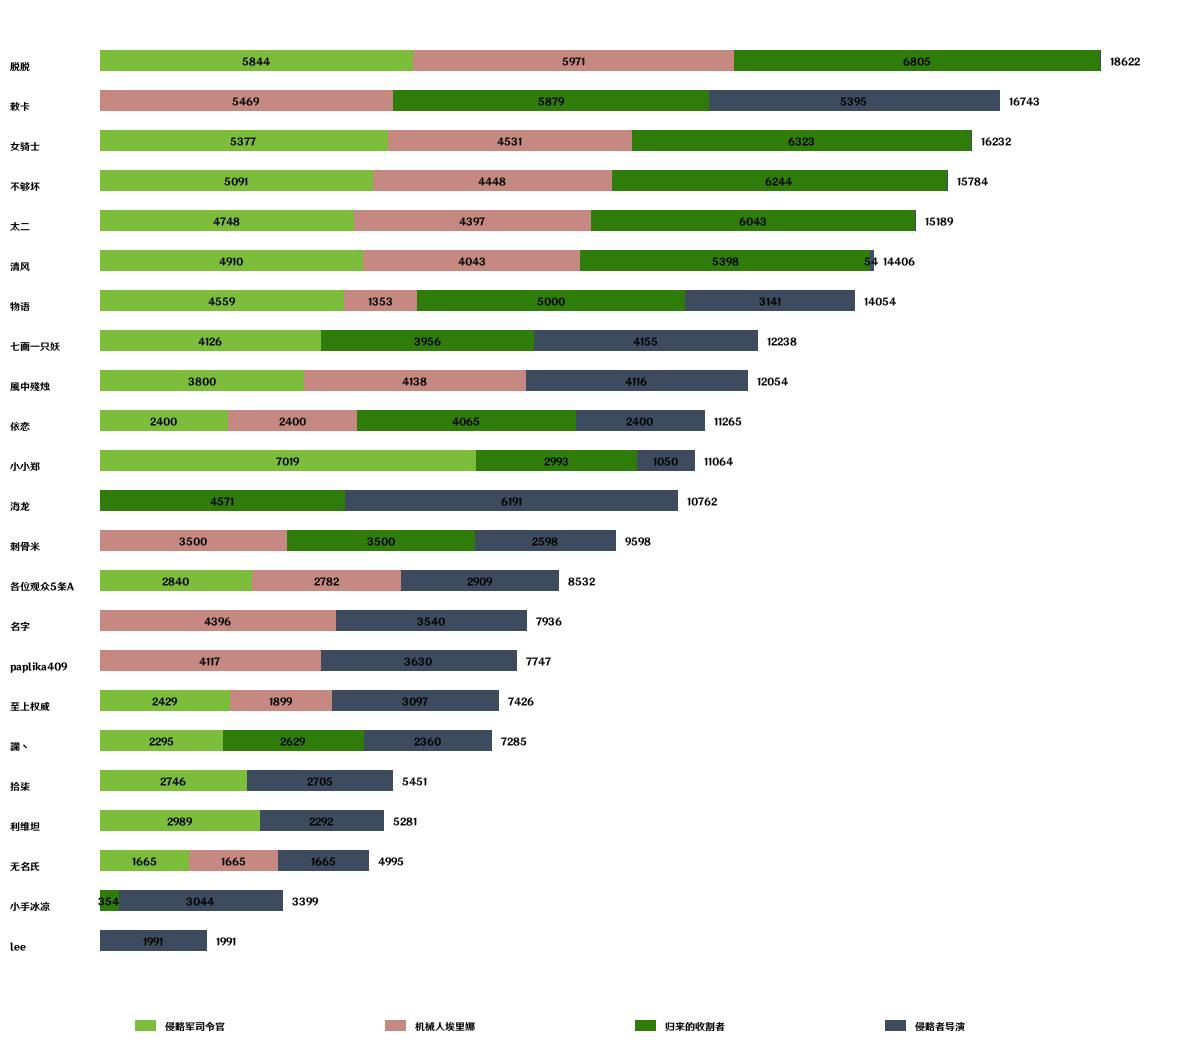 脱脱 5844 5971 6805 18622
敕卡 5469 5879 5395 16743
女骑士 5377 4531 6323 16232
不够坏 5091 4448 6244 15784
太二 4748 4397 6043 15189
清风 4910 4043 5398 54 14406
物语 4559 1353 5000 3141 14054
七画一只妖 4126 3956 4155 12238
風中殘烛 3800 4138 4116 12054
依恋 2400 2400 4065 2400 11265
小小郑 7019 2993 1050 11064
海龙 4571 6191 10762
刺骨米 3500 3500 2598 9598
各位观众5条A 2840 2782 2909 8532
名字 4396 3540 7936
paplika409 4117 3630 7747
至上权威 2429 1899 3097 7426
丶 2295 2629 2360 7285
拾柒 2746 2705 5451
利维坦 2989 2292 5281
无名氏 1665 1665 1665 4995
小手冰凉 354 3044 3399
lee 1991 1991
侵略军司令官 机械人埃里娜 归来的收割者 侵略者导演